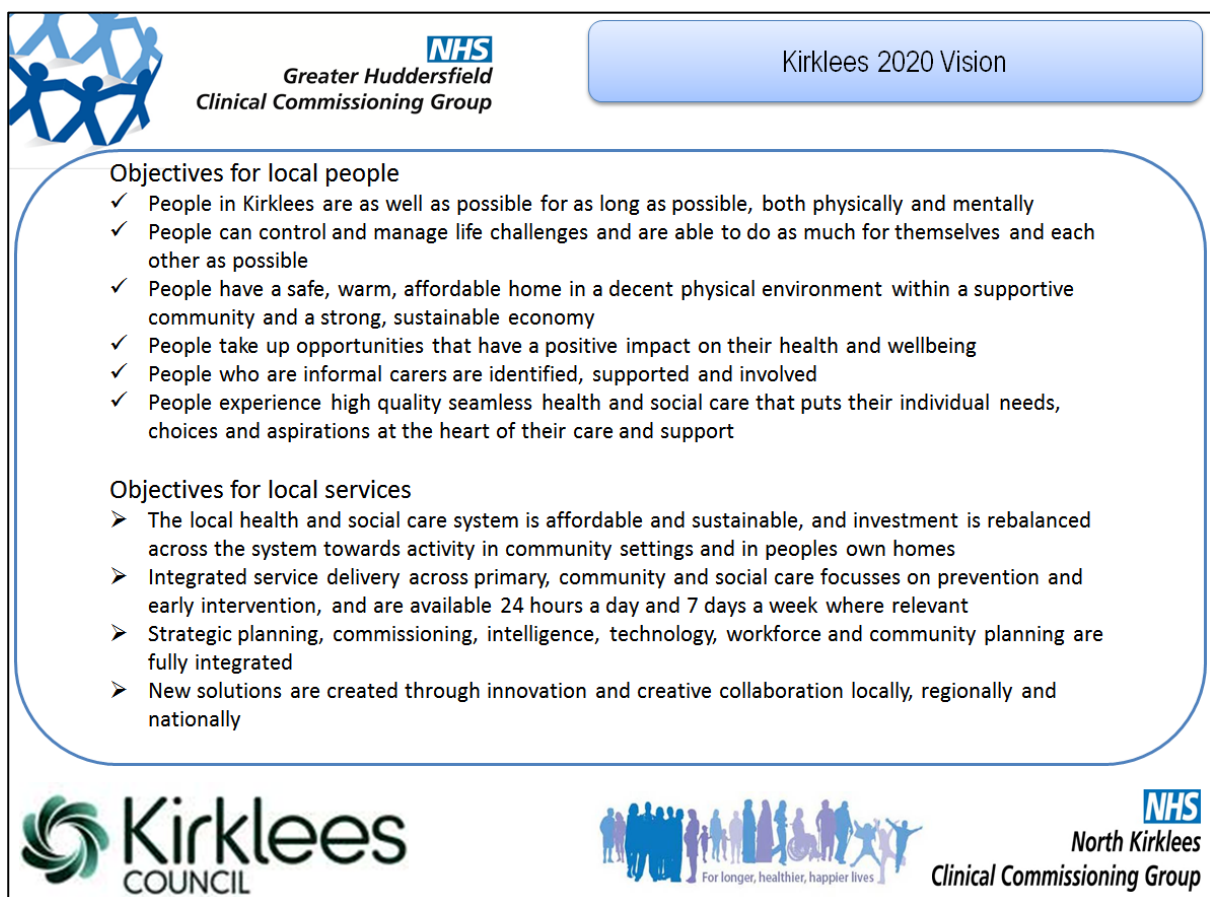 NHS
Greater Huddersfield
Clinical Commissioning Group
Kirklees 2020 Vision
Objectives for local people
✓ People in Kirklees are as well as possible for as long as possible, both physically and mentally
✓ People can control and manage life challenges and are able to do as much for themselves and each
other as possible
✓ People have a safe, warm, affordable home in a decent physical environment within a supportive
community and a strong, sustainable economy
✓ People take up opportunities that have a positive impact on their health and wellbeing
✓ People who are informal carers are identified, supported and involved
✓ People experience high quality seamless health and social care that puts their individual needs,
choices and aspirations at the heart of their care and support
Objectives for local services
➢ The local health and social care system is affordable and sustainable, and investment is rebalanced
across the system towards activity in community settings and in peoples own homes
➢ Integrated service delivery across primary, community and social care focusses on prevention and
early intervention, and are available 24 hours a day and 7 days a week where relevant
➢ Strategic planning, commissioning, intelligence, technology, workforce and community planning are
fully integrated
➢ New solutions are created through innovation and creative collaboration locally, regionally and
nationally
Kirklees
COUNCIL
For longer, healthier, happier lives
NHS
North Kirklees
Clinical Commissioning Group